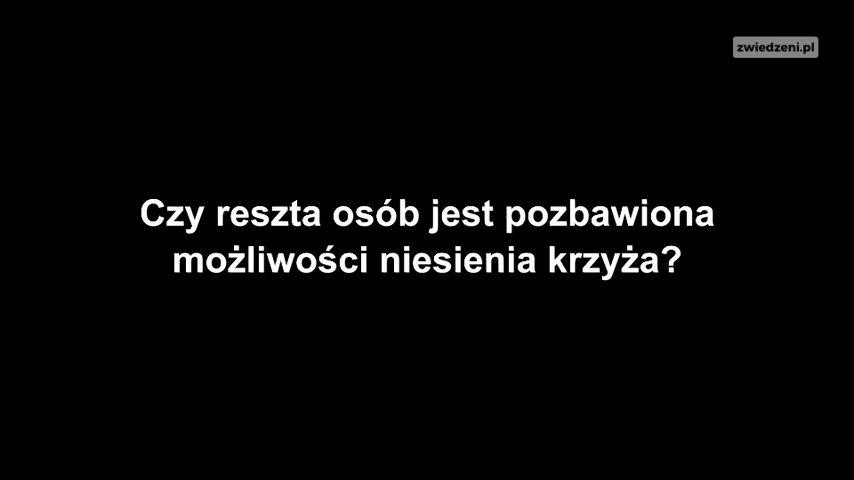 zwiedzeni.pl
Czy reszta osób jest pozbawiona
możliwości niesienia krzyża?